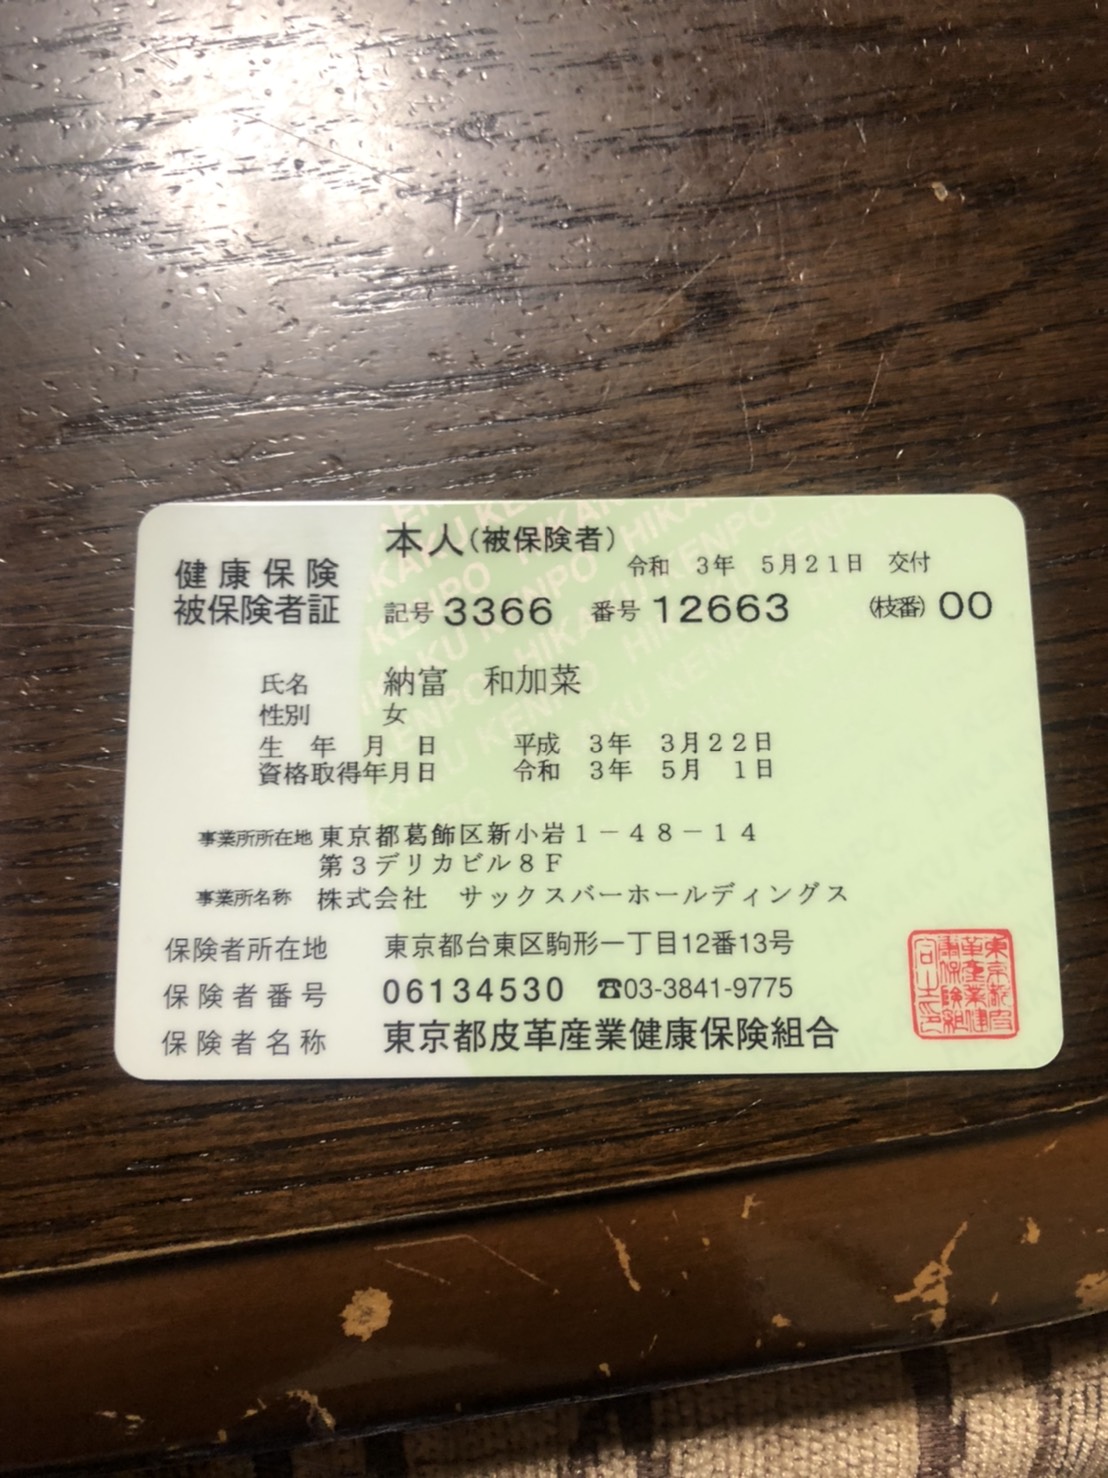 本人(被保険者)
令和 3年 5月21日 交付
健康保険
被保険者証
記号 3366 番号 12663 (枝番) 00
氏名 納富 和加菜
性別 女
生年月日 平成 3年 3月22日
資格取得年月日 令和 3年 5月 1日
事業所所在地 東京都葛飾区新小岩1-48-14
第3デリカビル8F
事業所名称 株式会社 サックスバーホールディングス
保険者所在地 東京都台東区駒形一丁目12番13号
保険者番号 06134530 ☎03-3841-9775
保険者名称 東京都皮革産業健康保険組合
HIKAKU KENPO